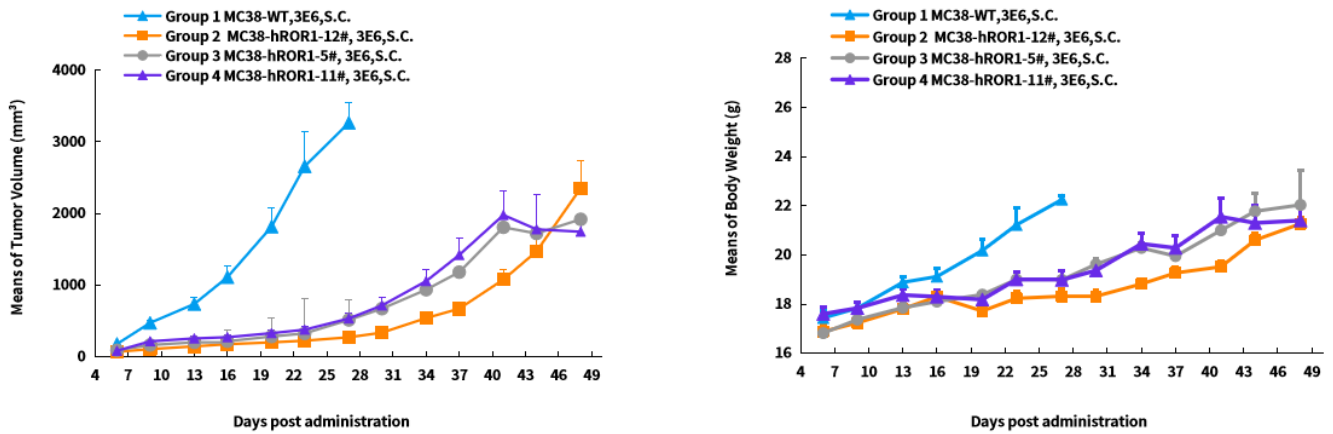 Group 1 MC38-WT,3E6,S.C.
Group 2 MC38-hROR1-12#, 3E6,S.C.
Group 3 MC38-hROR1-5#, 3E6,S.C.
Group 4 MC38-hROR1-11#, 3E6,S.C.
Means of Tumor Volume (mm³)
4000
3000
2000
1000
0
4 7 10 13 16 19 22 25 28 31 34 37 40 43 46 49
Days post administration
Group 1 MC38-WT,3E6,S.C.
Group 2 MC38-hROR1-12#, 3E6,S.C.
Group 3 MC38-hROR1-5#, 3E6,S.C.
Group 4 MC38-hROR1-11#, 3E6,S.C.
Means of Body Weight (g)
28
26
24
22
20
18
16
4 7 10 13 16 19 22 25 28 31 34 37 40 43 46 49
Days post administration